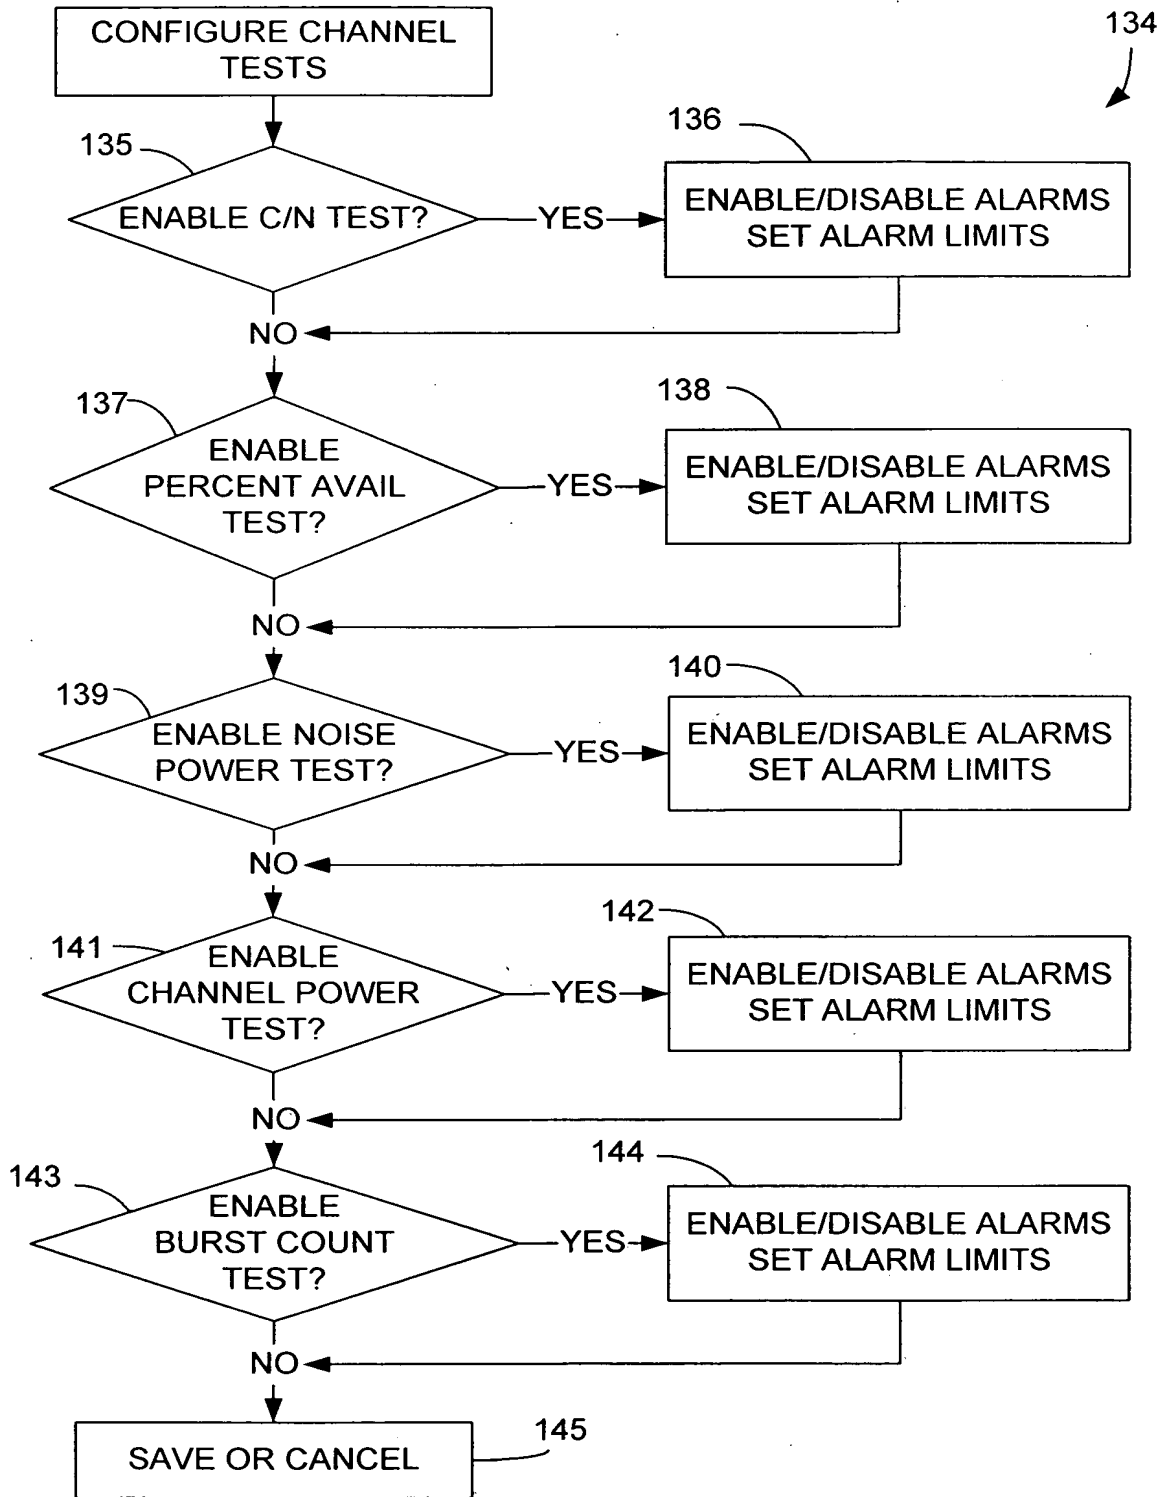 CONFIGURE CHANNEL
TESTS
134
135
ENABLE C/N TEST?
YES
136
ENABLE/DISABLE ALARMS
SET ALARM LIMITS
NO
137
ENABLE
PERCENT AVAIL
TEST?
YES
138
ENABLE/DISABLE ALARMS
SET ALARM LIMITS
NO
139
ENABLE NOISE
POWER TEST?
YES
140
ENABLE/DISABLE ALARMS
SET ALARM LIMITS
NO
141
ENABLE
CHANNEL POWER
TEST?
YES
142
ENABLE/DISABLE ALARMS
SET ALARM LIMITS
NO
143
ENABLE
BURST COUNT
TEST?
YES
144
ENABLE/DISABLE ALARMS
SET ALARM LIMITS
NO
SAVE OR CANCEL
145